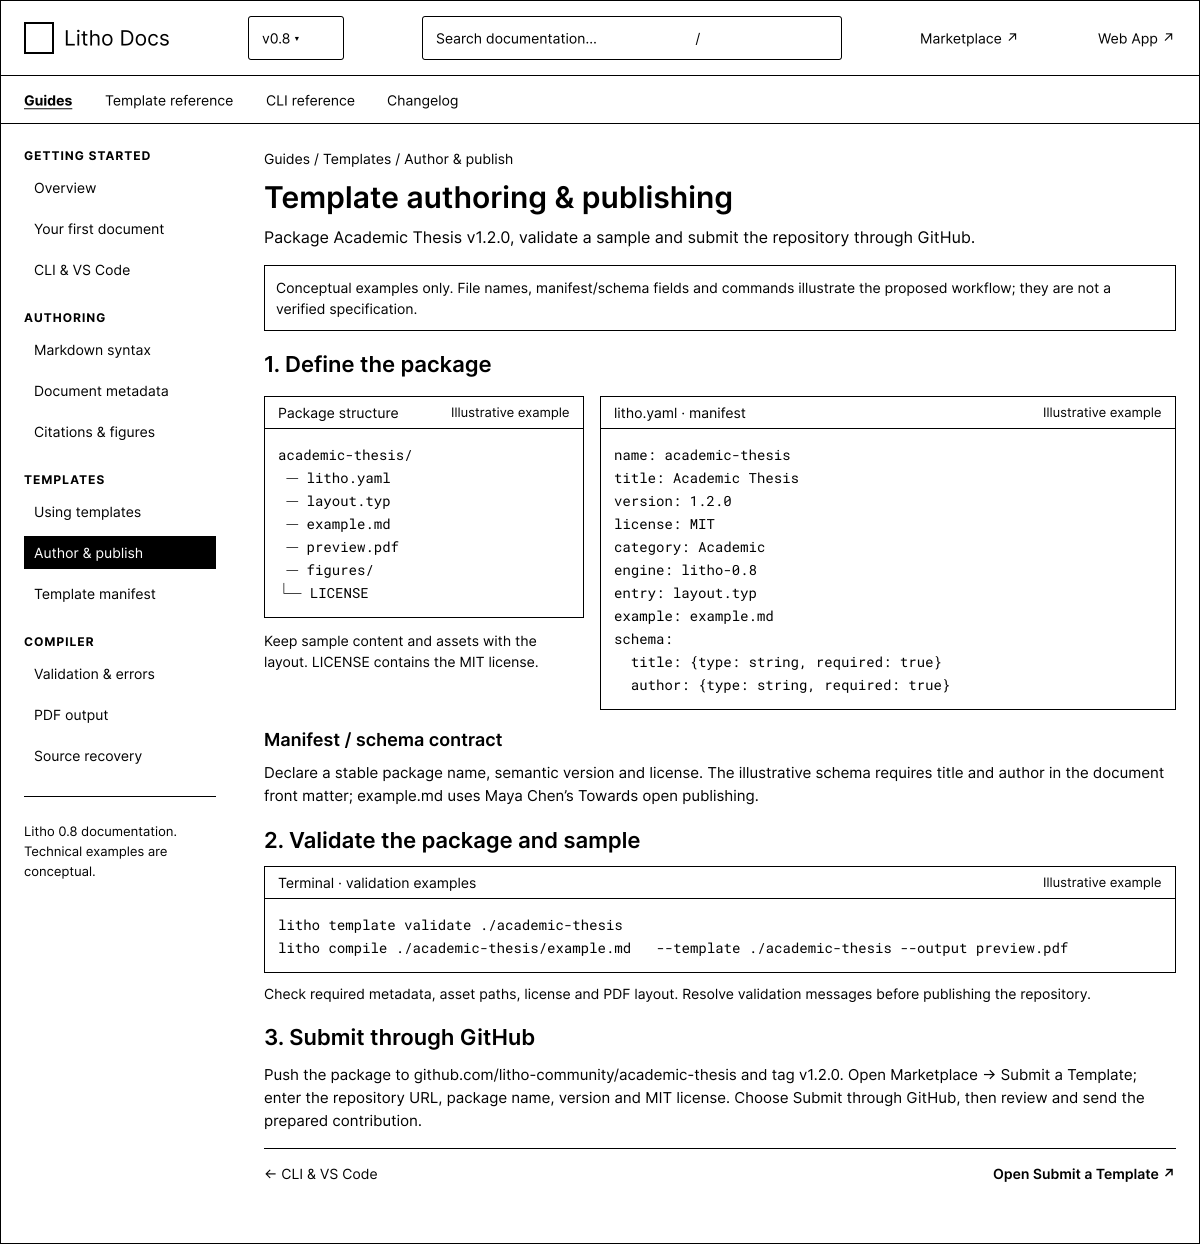 Litho Docs
v0.8 ▾
Search documentation... /
Marketplace ↗
Web App ↗
Guides
Template reference
CLI reference
Changelog
GETTING STARTED
Overview
Your first document
CLI & VS Code
AUTHORING
Markdown syntax
Document metadata
Citations & figures
TEMPLATES
Using templates
Author & publish
Template manifest
COMPILER
Validation & errors
PDF output
Source recovery
Litho 0.8 documentation.
Technical examples are
conceptual.
Guides / Templates / Author & publish
Template authoring & publishing
Package Academic Thesis v1.2.0, validate a sample and submit the repository through GitHub.
Conceptual examples only. File names, manifest/schema fields and commands illustrate the proposed workflow; they are not a
verified specification.
1. Define the package
Package structure
Illustrative example
academic-thesis/
─ litho.yaml
─ layout.typ
─ example.md
─ preview.pdf
─ figures/
└─ LICENSE
Keep sample content and assets with the
layout. LICENSE contains the MIT license.
litho.yaml · manifest
Illustrative example
name: academic-thesis
title: Academic Thesis
version: 1.2.0
license: MIT
category: Academic
engine: litho-0.8
entry: layout.typ
example: example.md
schema:
  title: {type: string, required: true}
  author: {type: string, required: true}
Manifest / schema contract
Declare a stable package name, semantic version and license. The illustrative schema requires title and author in the document
front matter; example.md uses Maya Chen’s Towards open publishing.
2. Validate the package and sample
Terminal · validation examples
Illustrative example
litho template validate ./academic-thesis
litho compile ./academic-thesis/example.md   --template ./academic-thesis --output preview.pdf
Check required metadata, asset paths, license and PDF layout. Resolve validation messages before publishing the repository.
3. Submit through GitHub
Push the package to github.com/litho-community/academic-thesis and tag v1.2.0. Open Marketplace → Submit a Template;
enter the repository URL, package name, version and MIT license. Choose Submit through GitHub, then review and send the
prepared contribution.
← CLI & VS Code
Open Submit a Template ↗